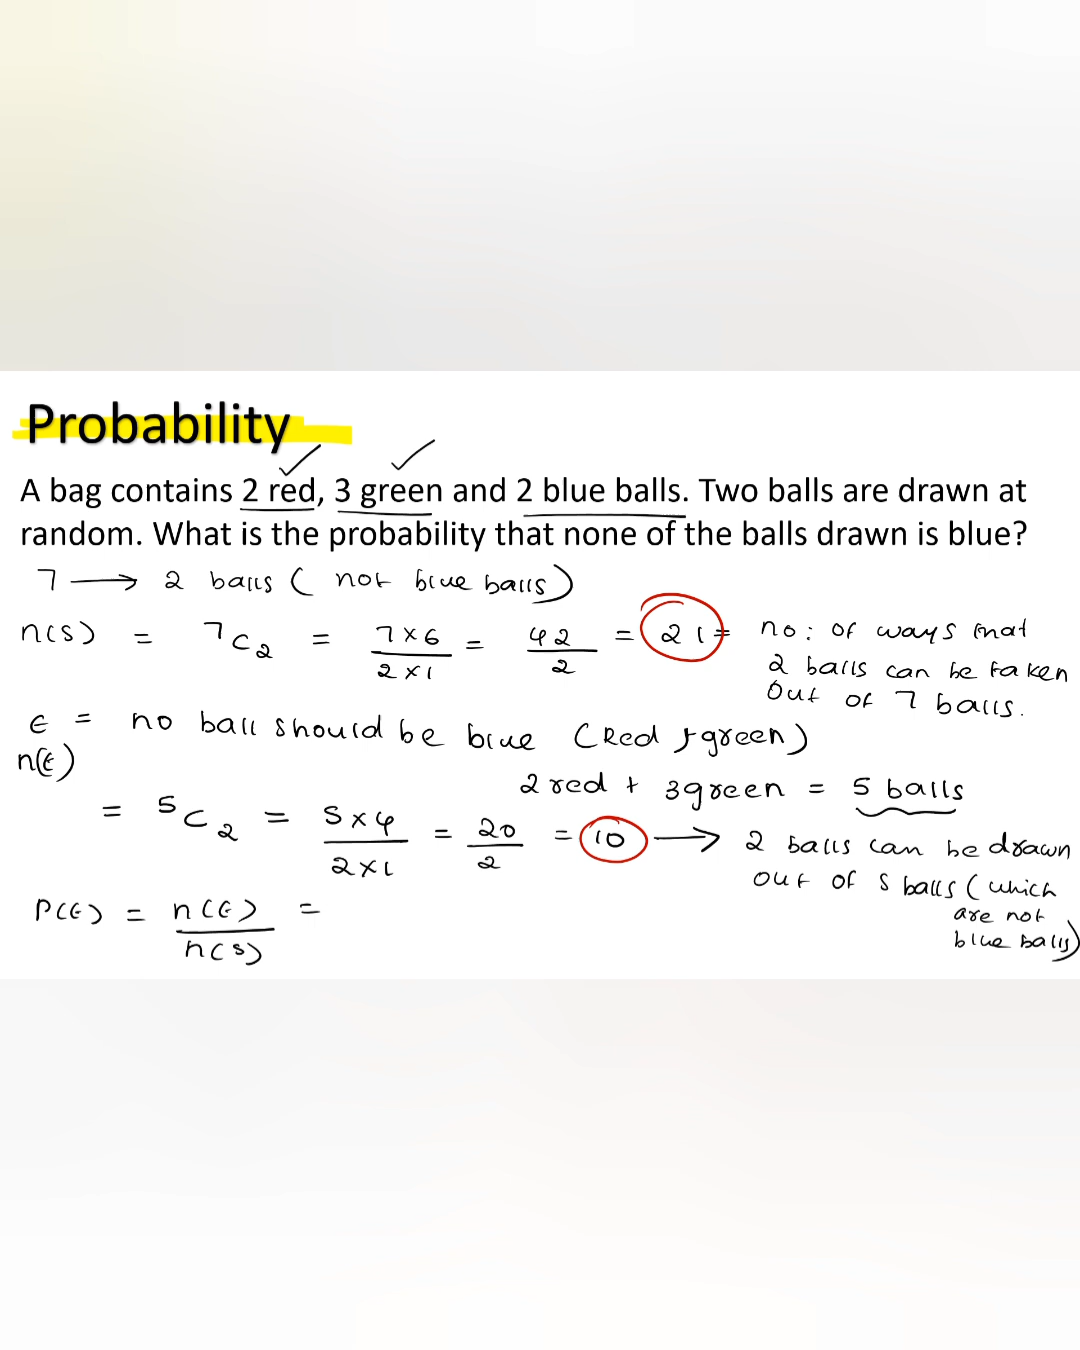 Probability
A bag contains 2 red, 3 green and 2 blue balls. Two balls are drawn at
random. What is the probability that none of the balls drawn is blue?
7 ⟶ 2 balls ( not blue balls)
n(s) = ⁷C₂ = 7×6/2×1 = 42/2 = 21 = no: of ways that
2 balls can be taken
out of 7 balls.
E = no ball should be blue (Red + green)
n(E)
2 red + 3 green = 5 balls
= ⁵C₂ = 5×4/2×1 = 20/2 = 10 ⟶ 2 balls can be drawn
out of 5 balls (which
are not
blue balls)
P(E) = n(E)/n(s) =